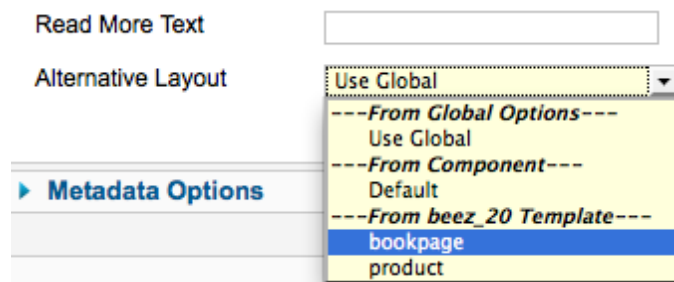 Read More Text
Alternative Layout
Use Global
---From Global Options---
Use Global
---From Component---
Default
---From beez_20 Template---
bookpage
product
Metadata Options